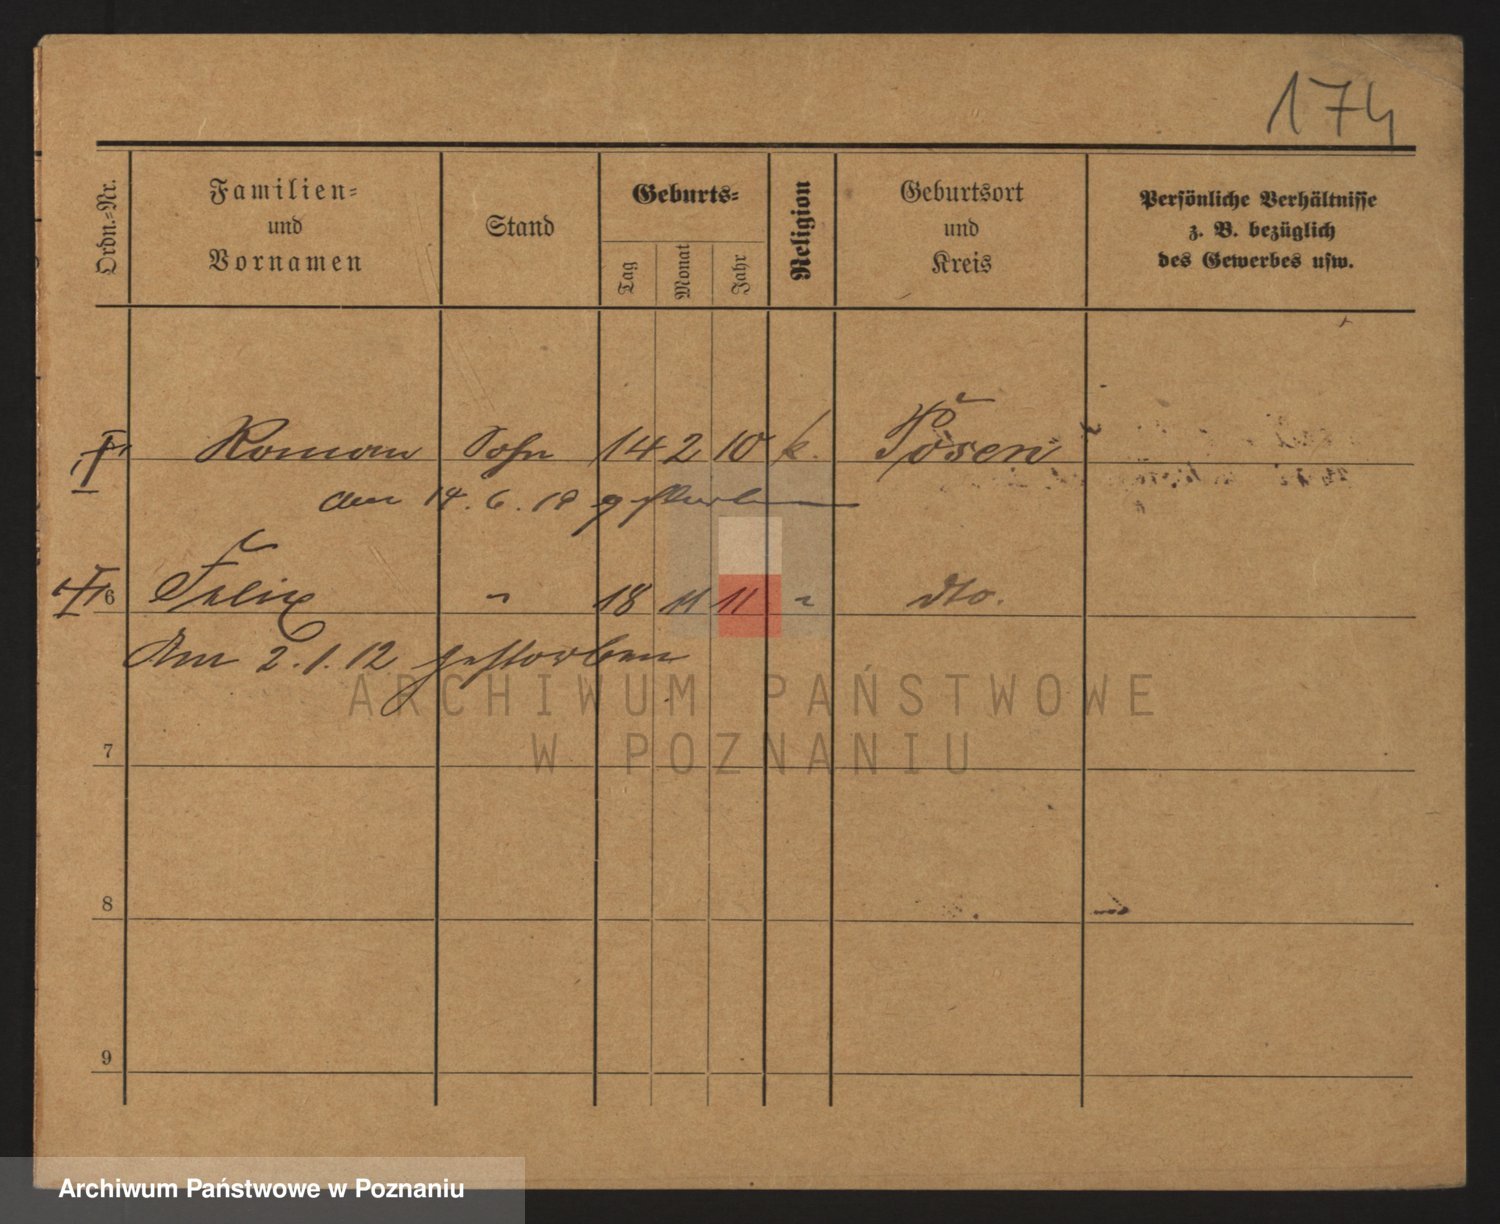 174
Ordn.-Nr.
Familien-
und
Vornamen
Stand
Geburts-
Tag
Monat
Jahr
Religion
Geburtsort
und
Kreis
Persönliche Verhältnisse
z. B. bezüglich
des Gewerbes usw.
Roman Sohn 14 2 10 k. Posen
den 14. 6. 10 gestorben
6 Felix " 18 11 11 " dto.
Am 2. 1. 12 gestorben
ARCHIWUM PAŃSTWOWE
W POZNANIU
7
8
9
Archiwum Państwowe w Poznaniu